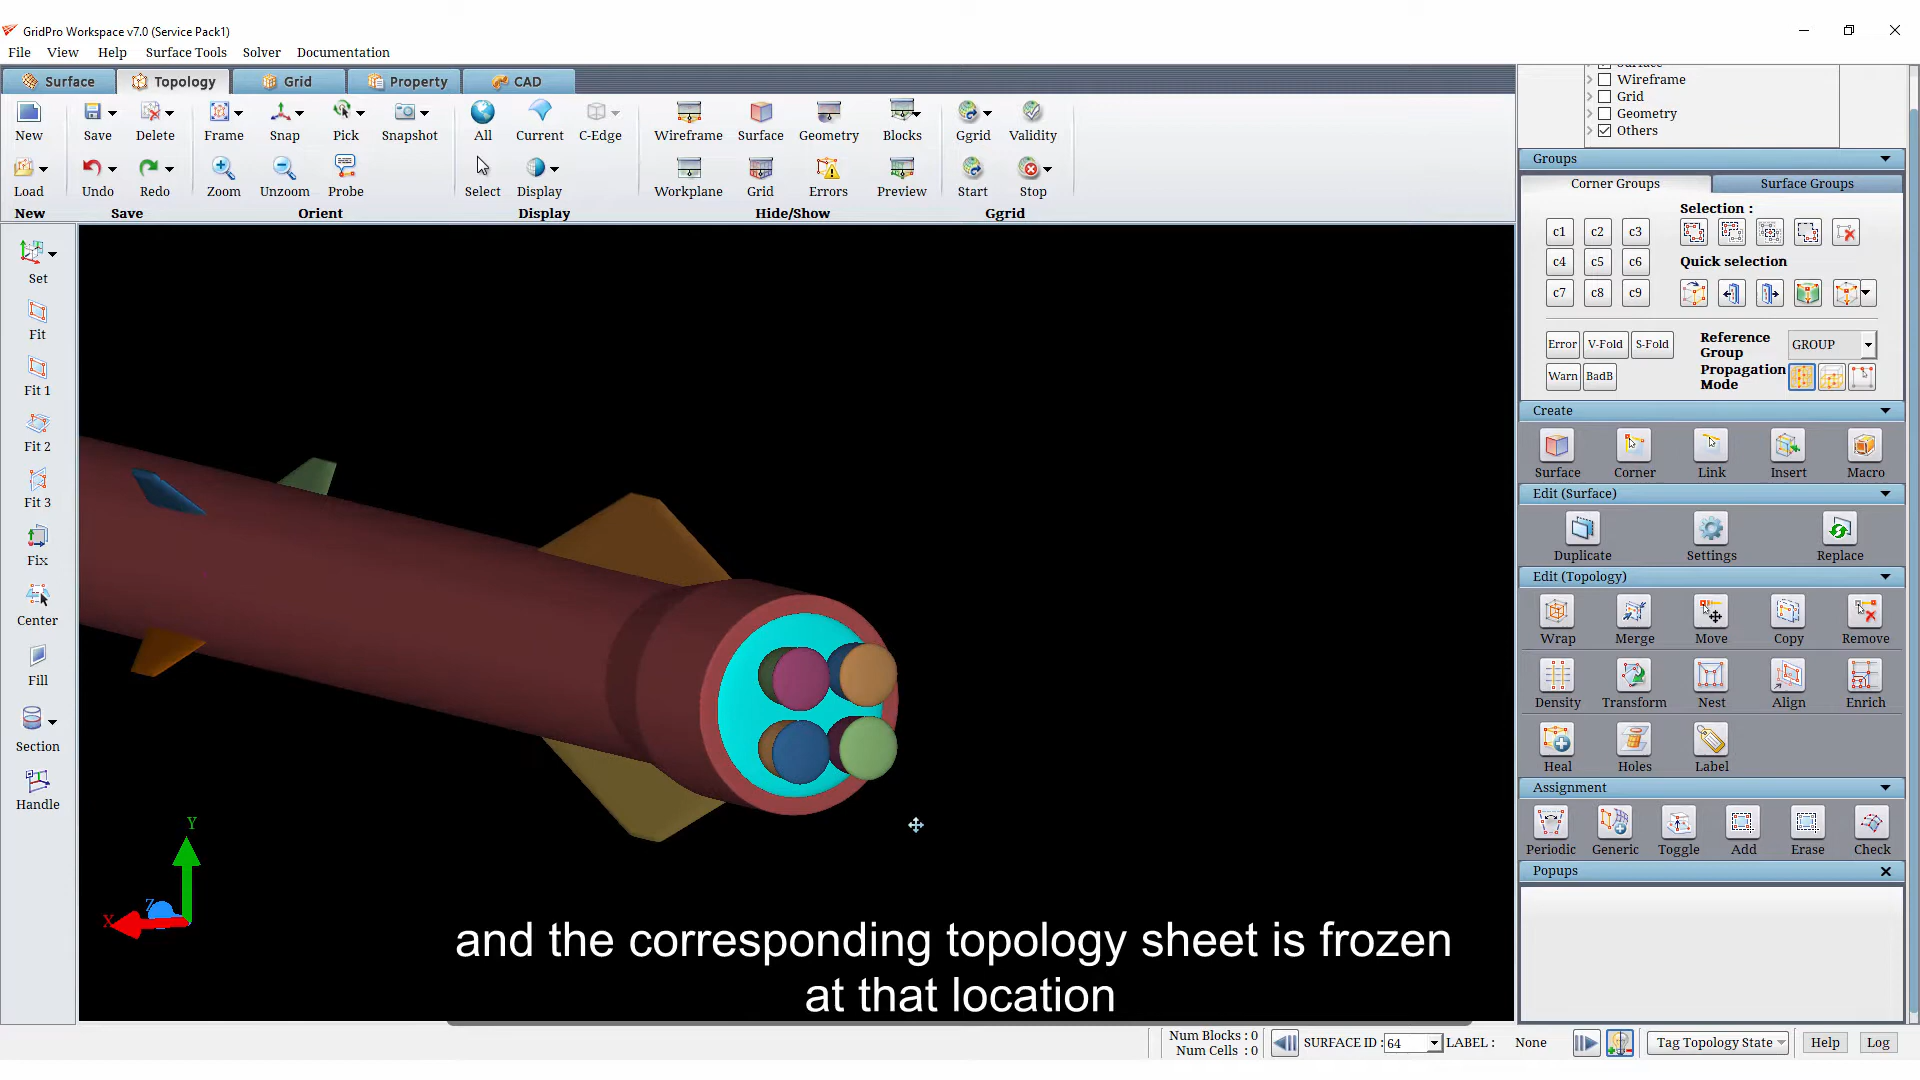 GridPro Workspace v7.0 (Service Pack1)
File View Help Surface Tools Solver Documentation
Surface Topology Grid Property CAD
New Save Delete Frame Snap Pick Snapshot All Current C-Edge Wireframe Surface Geometry Blocks Ggrid Validity
Load Undo Redo Zoom Unzoom Probe Select Display Workplane Grid Errors Preview Start Stop
New Save Orient Display Hide/Show Ggrid
Set
Fit
Fit 1
Fit 2
Fit 3
Fix
Center
Fill
Section
Handle
Y
Z
X
and the corresponding topology sheet is frozen
at that location
Surface
Wireframe
Grid
Geometry
Others
Groups
Corner Groups Surface Groups
Selection :
c1 c2 c3
c4 c5 c6
Quick selection
c7 c8 c9
Error V-Fold S-Fold
Reference
Group
GROUP
Warn BadB
Propagation
Mode
Create
Surface Corner Link Insert Macro
Edit (Surface)
Duplicate Settings Replace
Edit (Topology)
Wrap Merge Move Copy Remove
Density Transform Nest Align Enrich
Heal Holes Label
Assignment
Periodic Generic Toggle Add Erase Check
Popups
Num Blocks : 0
Num Cells : 0
SURFACE ID : 64 LABEL : None Tag Topology State Help Log